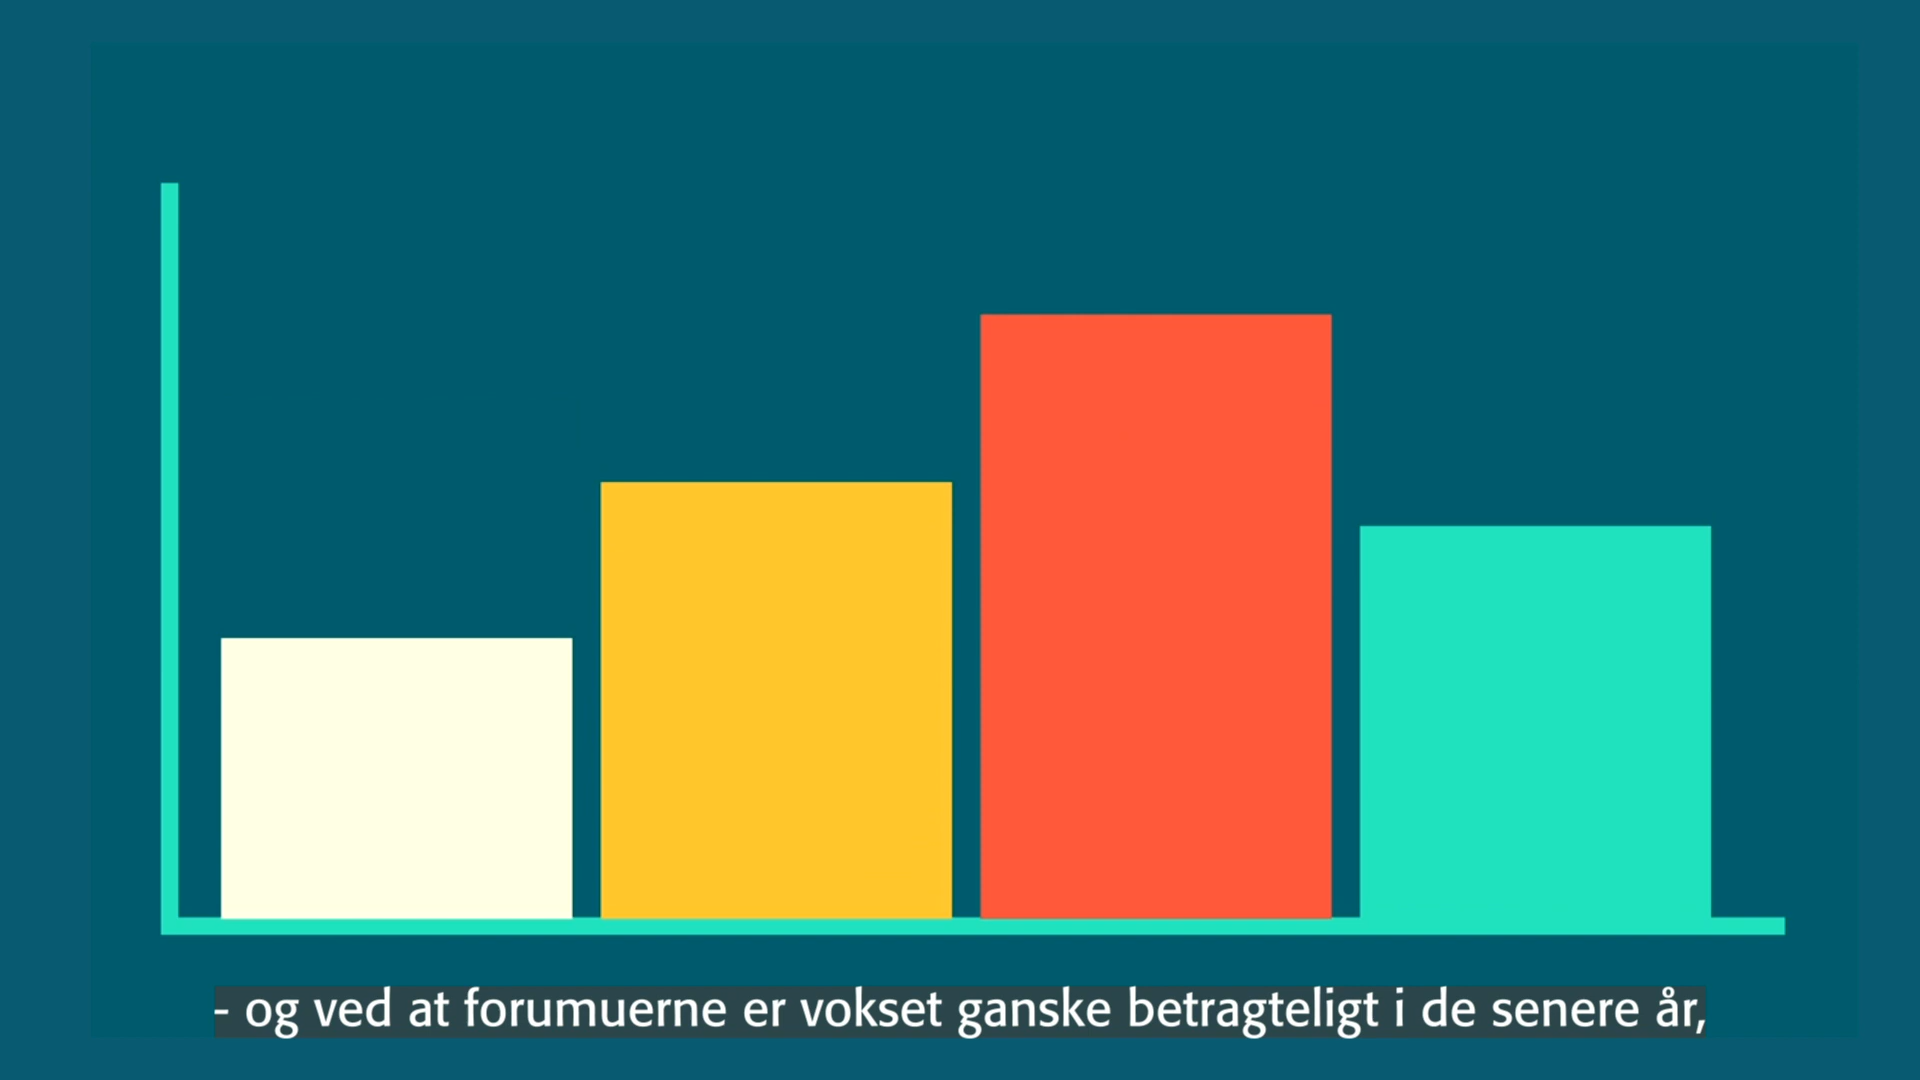 - og ved at forumuerne er vokset ganske betragteligt i de senere år,